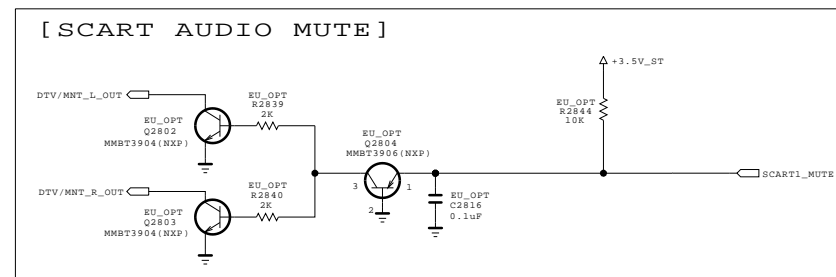 [SCART AUDIO MUTE]
+3.5V_ST
DTV/MNT_L_OUT
EU_OPT
R2839
2K
EU_OPT
Q2802
MMBT3904(NXP)
EU_OPT
R2844
10K
EU_OPT
Q2804
MMBT3906(NXP)
SCART1_MUTE
3
1
2
DTV/MNT_R_OUT
EU_OPT
R2840
2K
EU_OPT
Q2803
MMBT3904(NXP)
EU_OPT
C2816
0.1uF